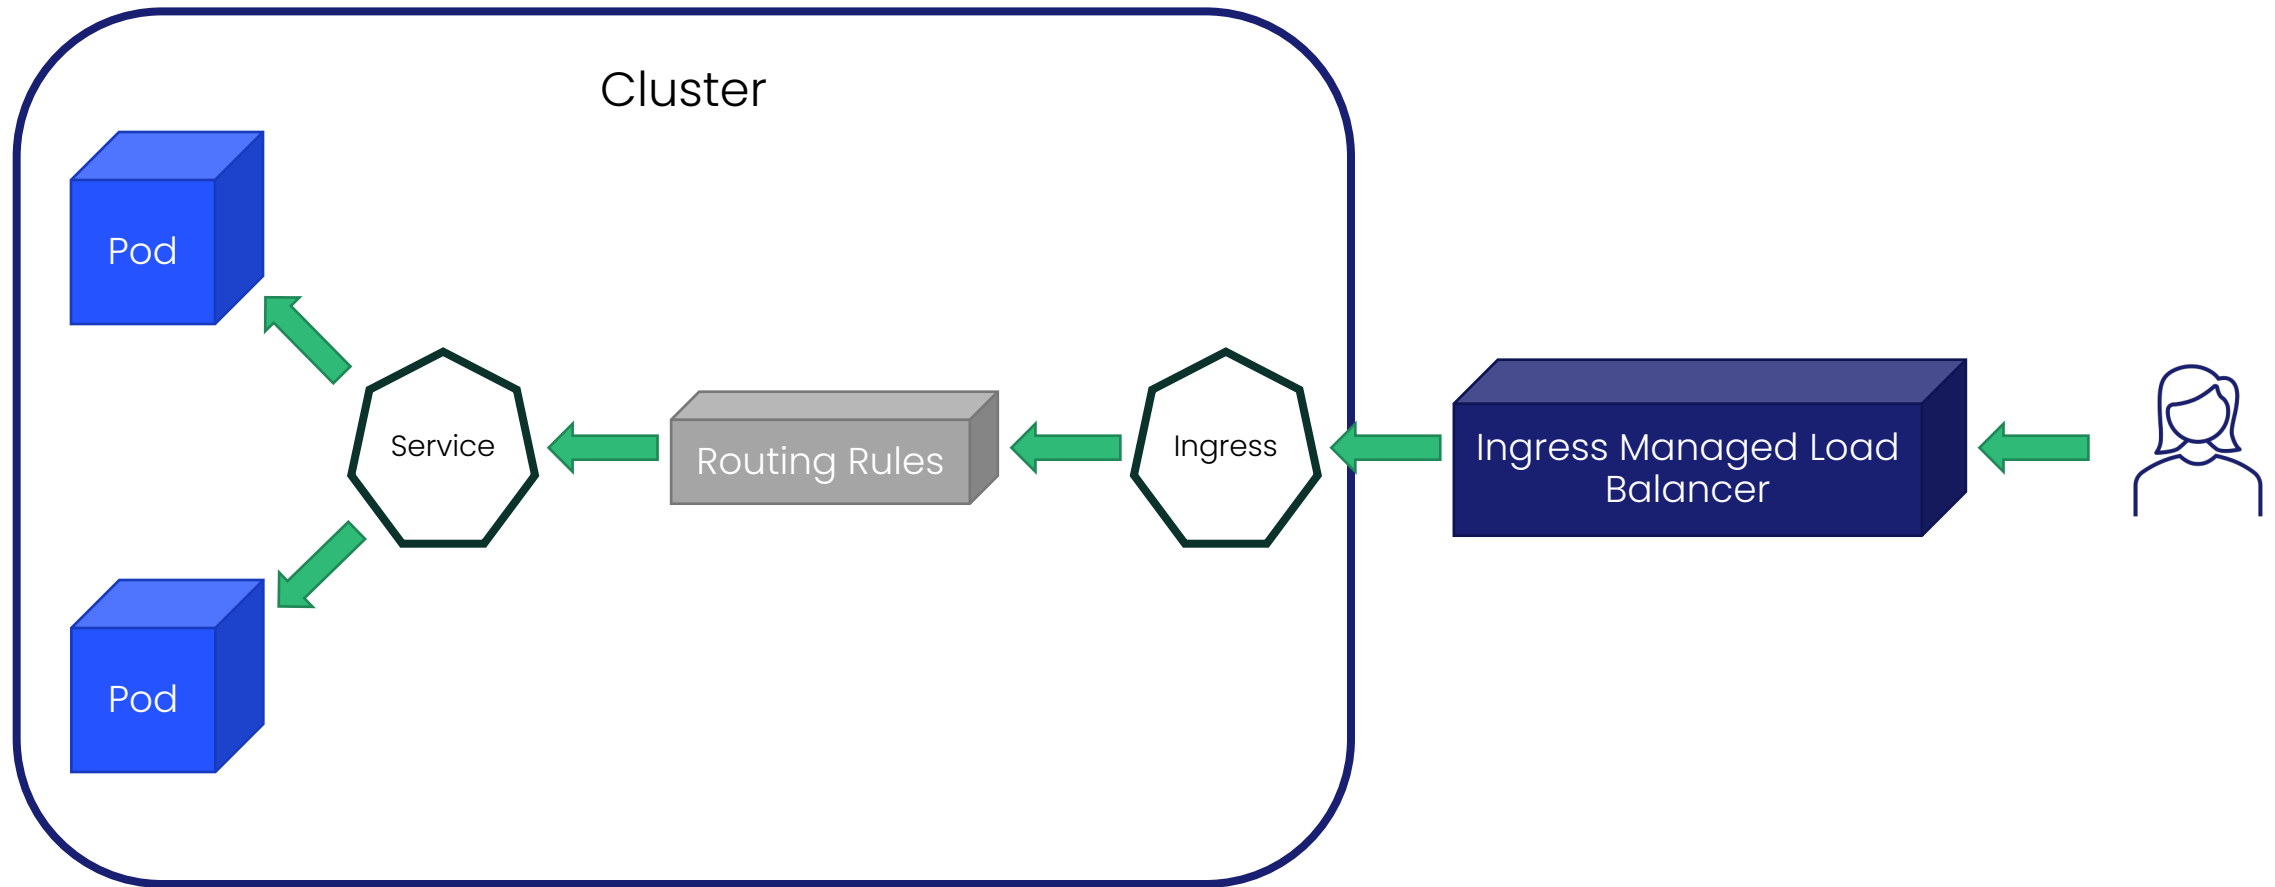 Cluster
Pod
Service
Routing Rules
Ingress
Ingress Managed Load
Balancer
Pod